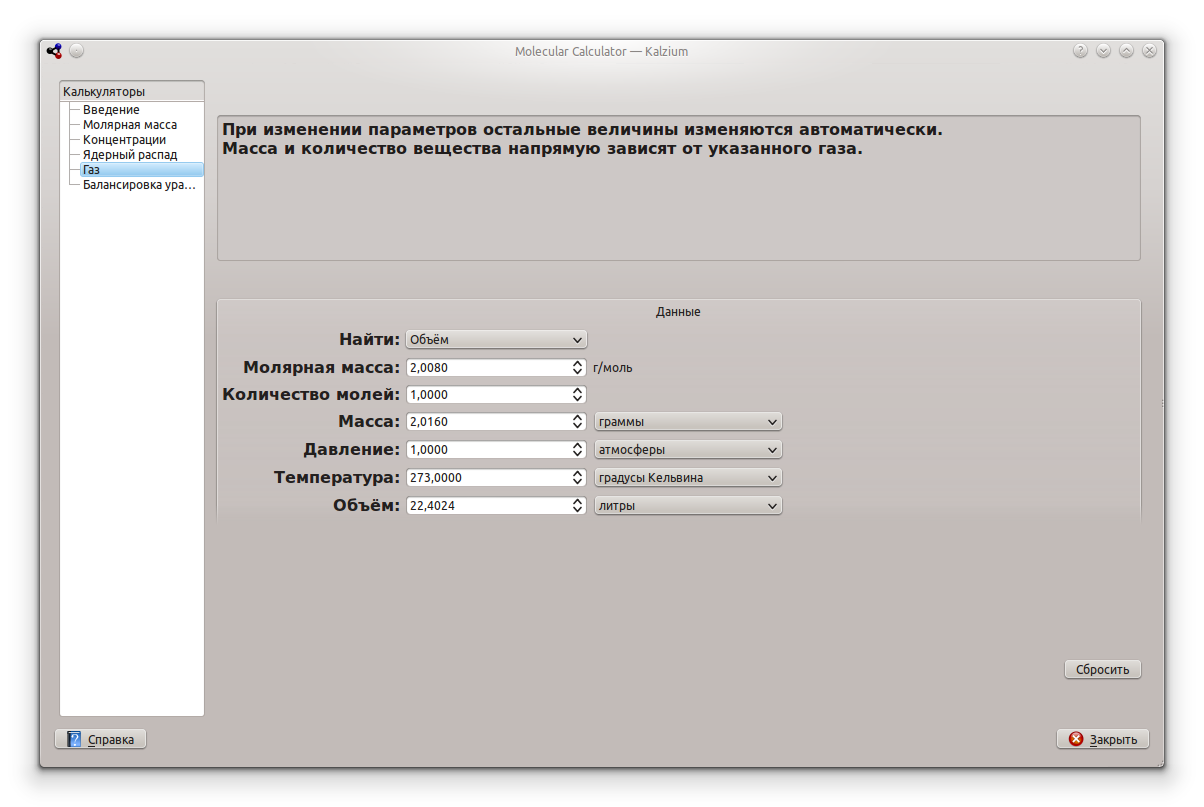 Molecular Calculator — Kalzium
Калькуляторы
Введение
Молярная масса
Концентрации
Ядерный распад
Газ
Балансировка ура...
При изменении параметров остальные величины изменяются автоматически.
Масса и количество вещества напрямую зависят от указанного газа.
Данные
Найти: Объём
Молярная масса: 2,0080 г/моль
Количество молей: 1,0000
Масса: 2,0160 граммы
Давление: 1,0000 атмосферы
Температура: 273,0000 градусы Кельвина
Объём: 22,4024 литры
Сбросить
Справка
Закрыть